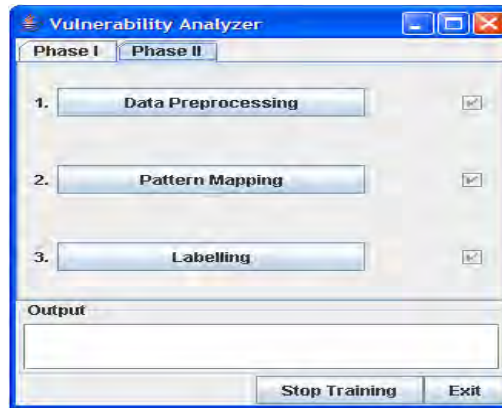 Vulnerability Analyzer
Phase I Phase II
1. Data Preprocessing
2. Pattern Mapping
3. Labelling
Output
Stop Training Exit